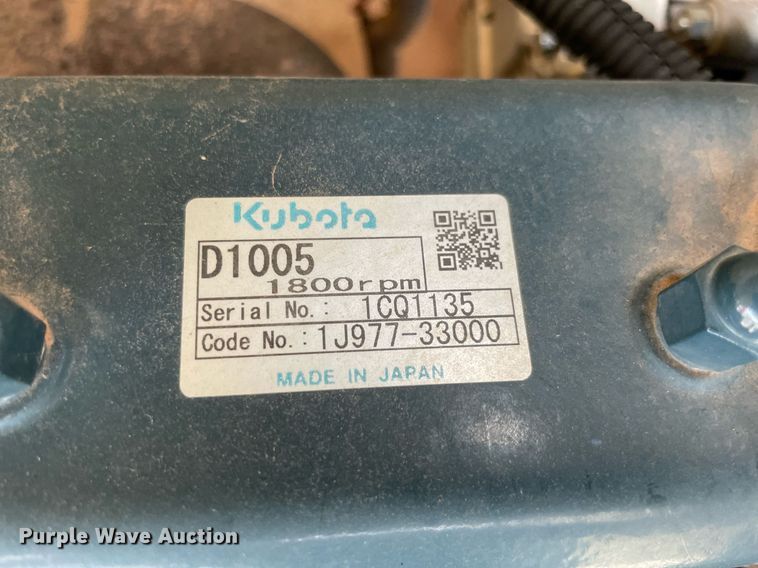 Kubota
D1005
1800rpm
Serial No.: 1CQ1135
Code No.: 1J977-33000
MADE IN JAPAN
Purple Wave Auction